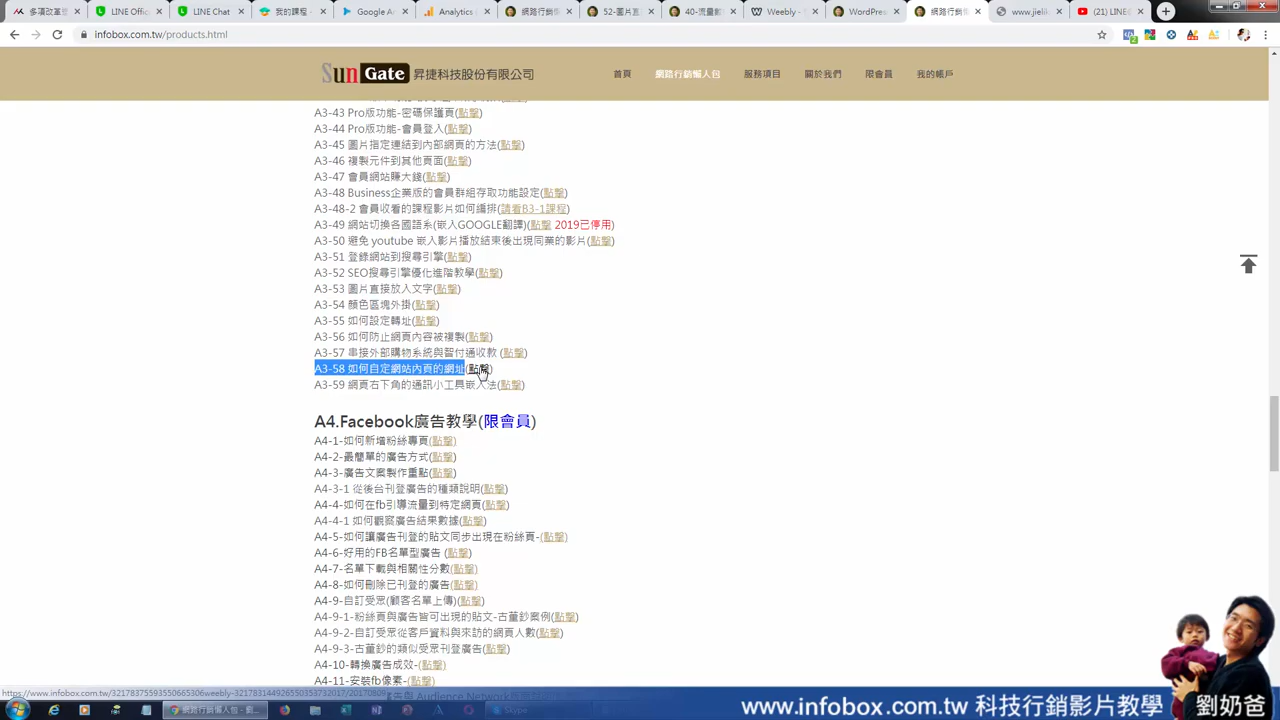 多項改革
LINE Offic
LINE Chat
我的課程
Google A
Analytics
網路行銷
52-圖片直
40-流量
Weebly -
WordPres
網路行銷
www.jieli
(21) LINE
infobox.com.tw/products.html
SunGate 昇捷科技股份有限公司
首頁 網路行銷懶人包 服務項目 關於我們 限會員 我的帳戶
A3-43 Pro版功能-密碼保護頁(點擊)
A3-44 Pro版功能-會員登入(點擊)
A3-45 圖片指定連結到內部網頁的方法(點擊)
A3-46 複製元件到其他頁面(點擊)
A3-47 會員網站賺大錢(點擊)
A3-48 Business企業版的會員群組存取功能設定(點擊)
A3-48-2 會員收看的課程影片如何編排(請看B3-1課程)
A3-49 網站切換各國語系(嵌入GOOGLE翻譯)(點擊 2019已停用)
A3-50 避免 youtube 嵌入影片播放結束後出現同業的影片(點擊)
A3-51 登錄網站到搜尋引擎(點擊)
A3-52 SEO搜尋引擎優化進階教學(點擊)
A3-53 圖片直接放入文字(點擊)
A3-54 顏色區塊外掛(點擊)
A3-55 如何設定轉址(點擊)
A3-56 如何防止網頁內容被複製(點擊)
A3-57 串接外部購物系統與智付通收款 (點擊)
A3-58 如何自定網站內頁的網址(點擊)
A3-59 網頁右下角的通訊小工具嵌入法(點擊)
A4.Facebook廣告教學(限會員)
A4-1-如何新增粉絲專頁(點擊)
A4-2-最簡單的廣告方式(點擊)
A4-3-廣告文案製作重點(點擊)
A4-3-1 從後台刊登廣告的種類說明(點擊)
A4-4-如何在fb引導流量到特定網頁(點擊)
A4-4-1 如何觀察廣告結果數據(點擊)
A4-5-如何讓廣告刊登的貼文同步出現在粉絲頁-(點擊)
A4-6-好用的FB名單型廣告 (點擊)
A4-7-名單下載與相關性分數(點擊)
A4-8-如何刪除已刊登的廣告(點擊)
A4-9-自訂受眾(顧客名單上傳)(點擊)
A4-9-1-粉絲頁與廣告皆可出現的貼文-古董鈔案例(點擊)
A4-9-2-自訂受眾從客戶資料與來訪的網頁人數(點擊)
A4-9-3-古董鈔的類似受眾刊登廣告(點擊)
A4-10-轉換廣告成效-(點擊)
A4-11-安裝fb像素-(點擊)
Audience Network
網路行銷懶人包 - 劉...
Skype
www.infobox.com.tw 科技行銷影片教學 劉奶爸